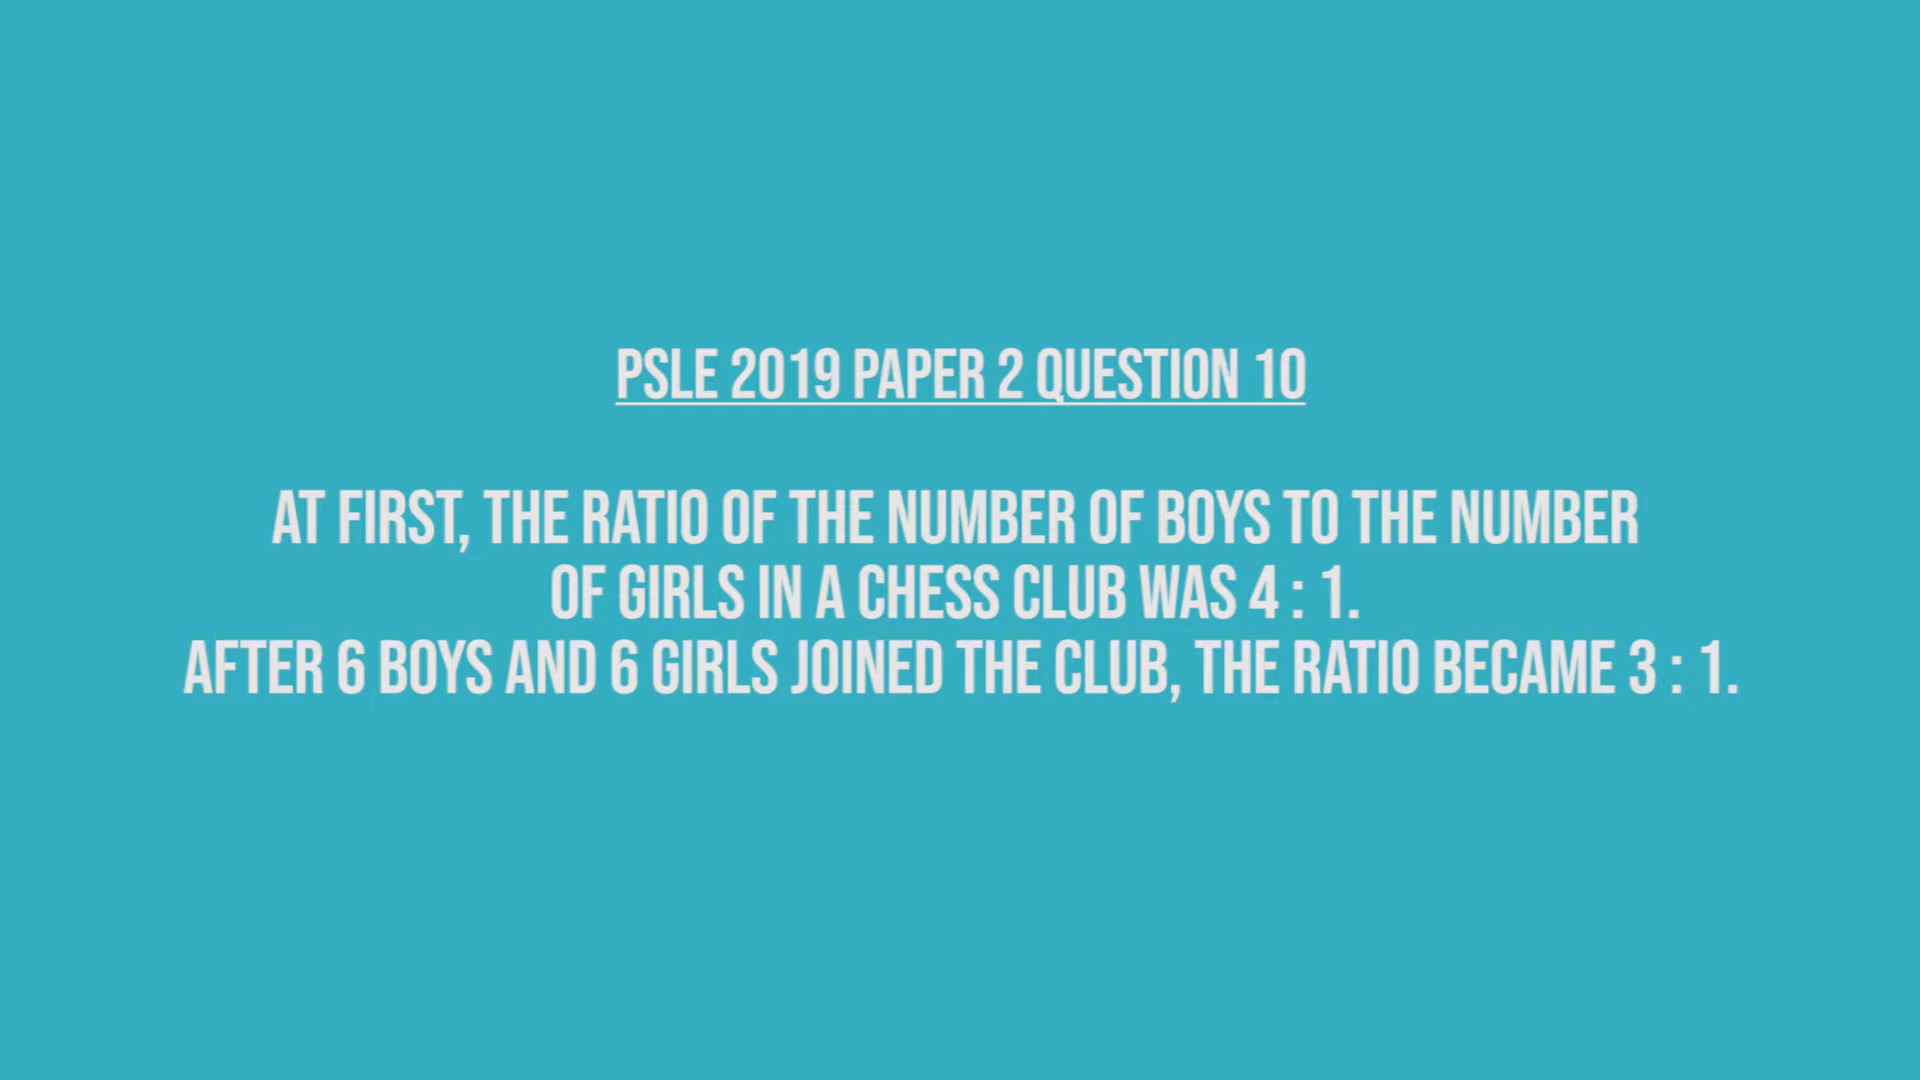 PSLE 2019 PAPER 2 QUESTION 10
AT FIRST, THE RATIO OF THE NUMBER OF BOYS TO THE NUMBER
OF GIRLS IN A CHESS CLUB WAS 4 : 1.
AFTER 6 BOYS AND 6 GIRLS JOINED THE CLUB, THE RATIO BECAME 3 : 1.